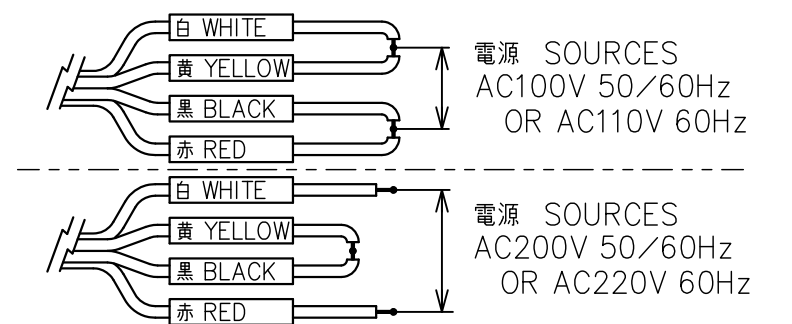 白 WHITE
黄 YELLOW
黒 BLACK
赤 RED
電源 SOURCES
AC100V 50/60Hz
OR AC110V 60Hz
白 WHITE
黄 YELLOW
黒 BLACK
赤 RED
電源 SOURCES
AC200V 50/60Hz
OR AC220V 60Hz